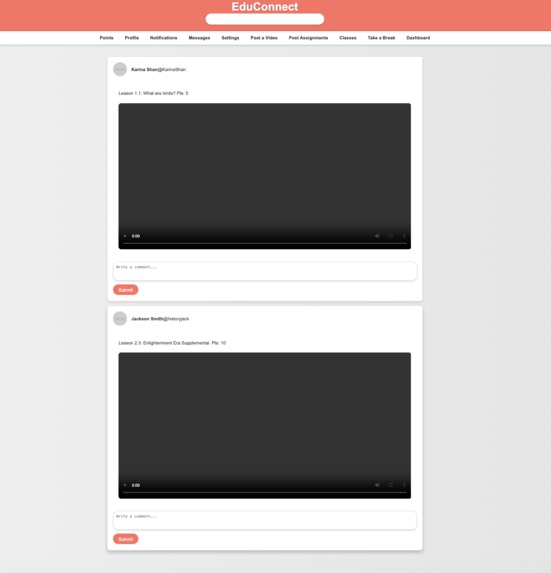 EduConnect
Points Profile Notifications Messages Settings Post a Video Post Assignments Classes Take a Break Dashboard
Karina Shan@KarinaShan
Lesson 1.1: What are limits? Pts: 5
0:00
Write a comment...
Submit
Jackson Smith@historyjack
Lesson 2.3: Enlightenment Era Supplemental Pts: 10
0:00
Write a comment...
Submit